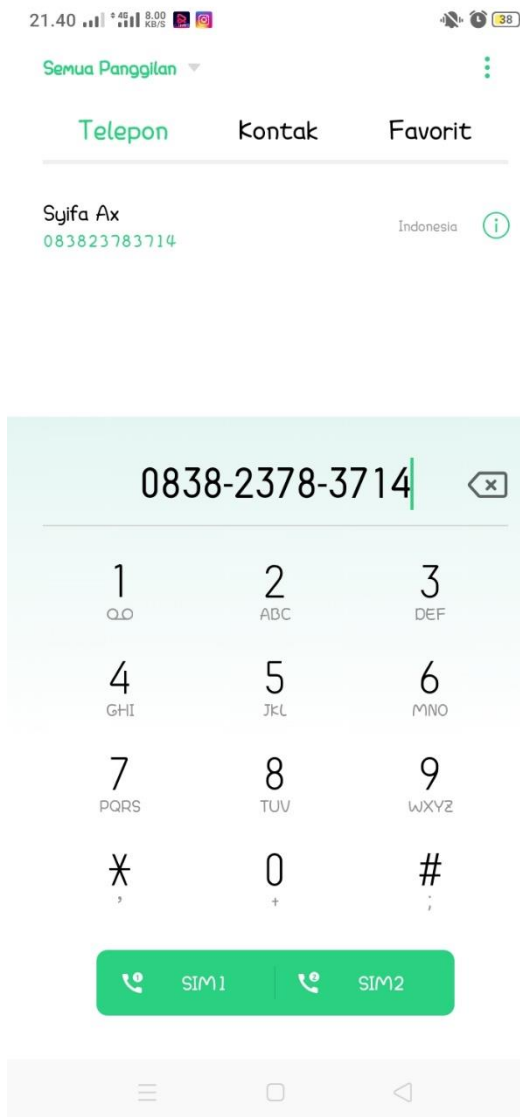 21.40 4G 8.00 KB/S 38
Semua Panggilan
Telepon Kontak Favorit
Syifa Ax
083823783714
Indonesia
0838-2378-3714
1 2 3
ABC DEF
4 5 6
GHI JKL MNO
7 8 9
PQRS TUV WXYZ
* 0 #
, + ;
1 SIM1 2 SIM2